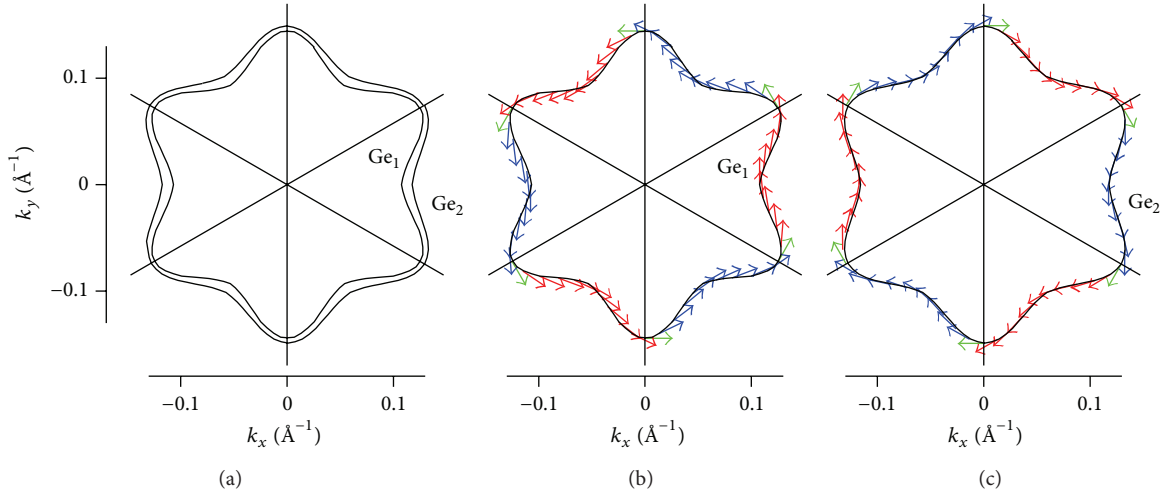 0.1
0
−0.1
k_y (Å⁻¹)
Ge₁
Ge₂
−0.1 0 0.1
k_x (Å⁻¹)
(a)
Ge₁
−0.1 0 0.1
k_x (Å⁻¹)
(b)
Ge₂
−0.1 0 0.1
k_x (Å⁻¹)
(c)